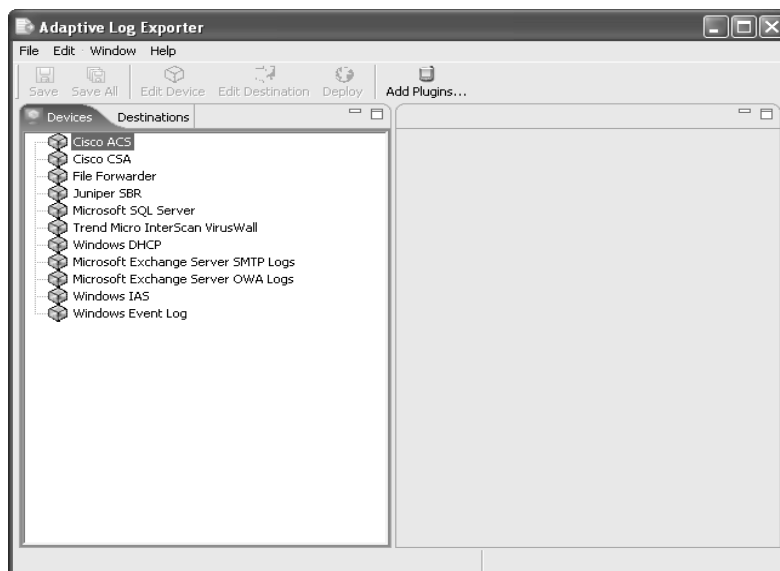 Adaptive Log Exporter
File Edit Window Help
Save Save All Edit Device Edit Destination Deploy Add Plugins...
Devices Destinations
Cisco ACS
Cisco CSA
File Forwarder
Juniper SBR
Microsoft SQL Server
Trend Micro InterScan VirusWall
Windows DHCP
Microsoft Exchange Server SMTP Logs
Microsoft Exchange Server OWA Logs
Windows IAS
Windows Event Log